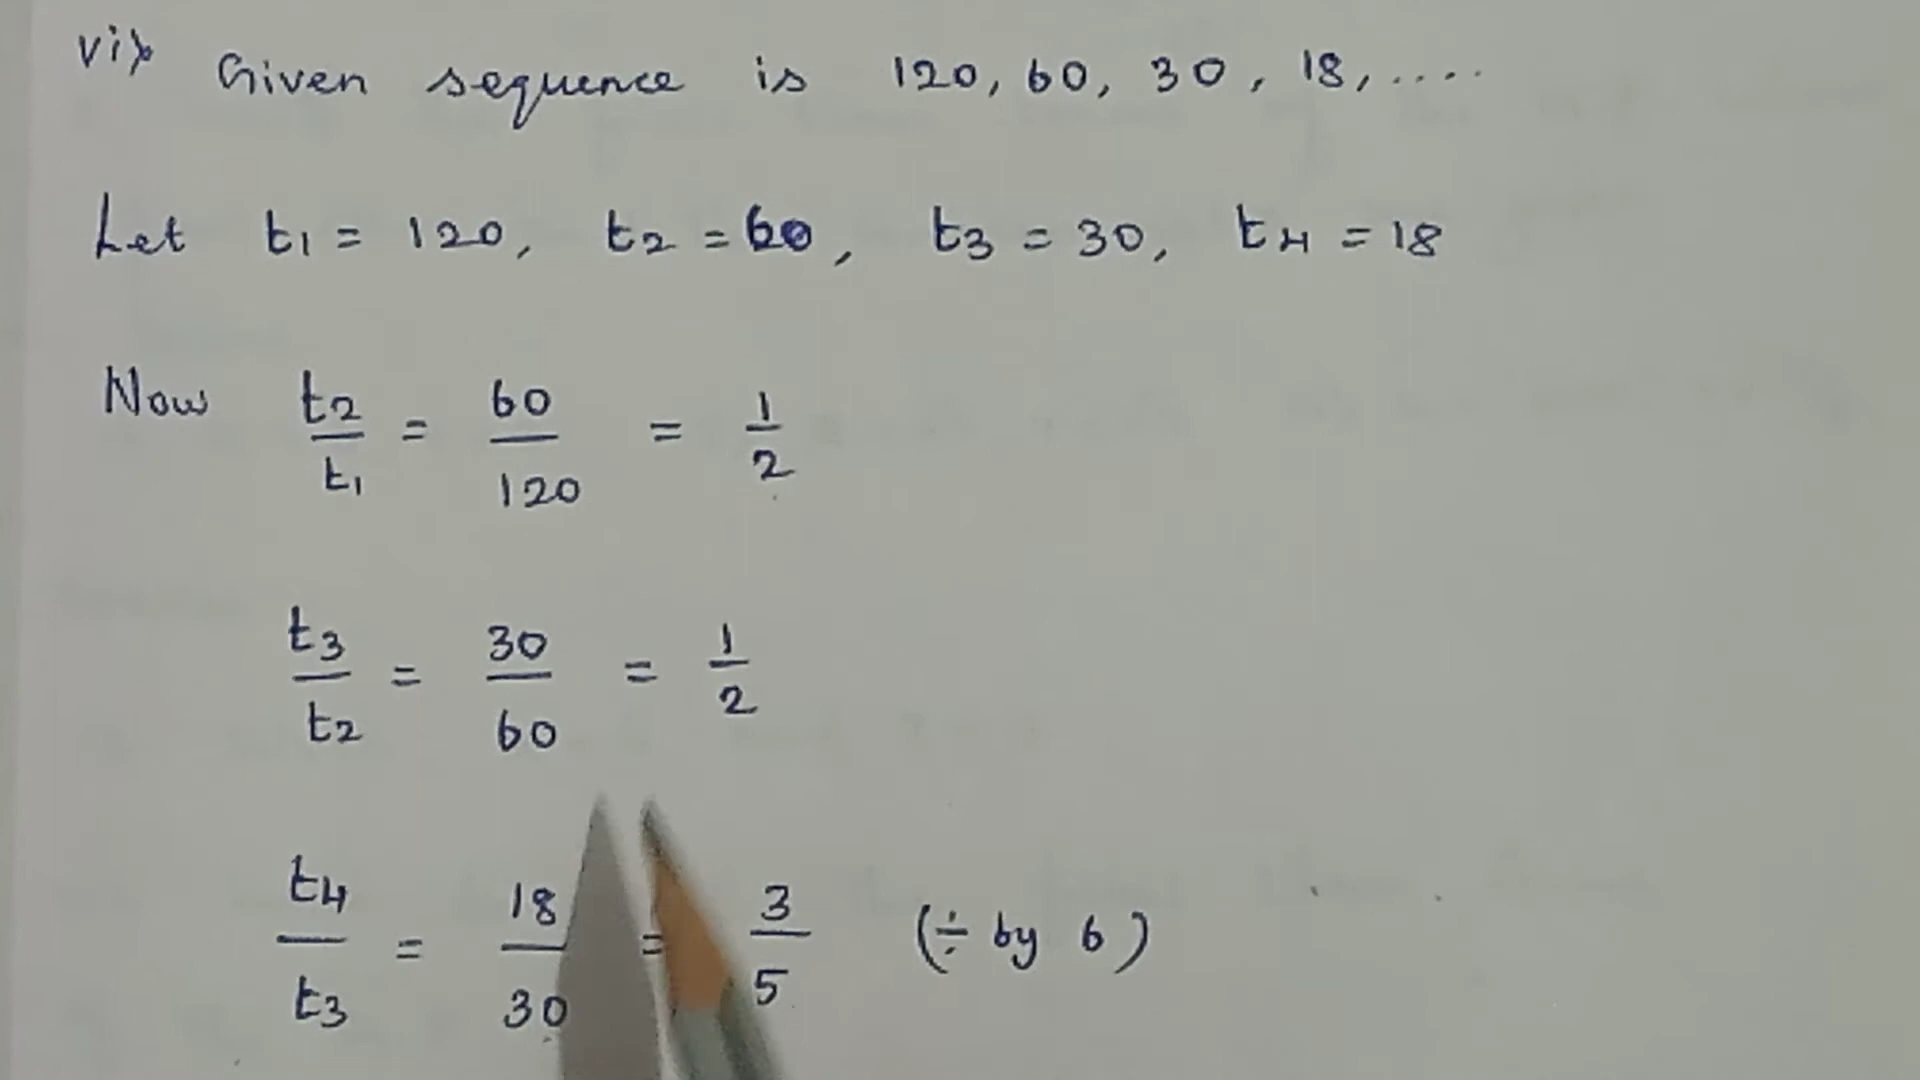 vi) Given sequence is 120, 60, 30, 18, ....
Let t1 = 120, t2 = 60, t3 = 30, t4 = 18
Now t2/t1 = 60/120 = 1/2
t3/t2 = 30/60 = 1/2
t4/t3 = 18/30 = 3/5 (÷ by 6)